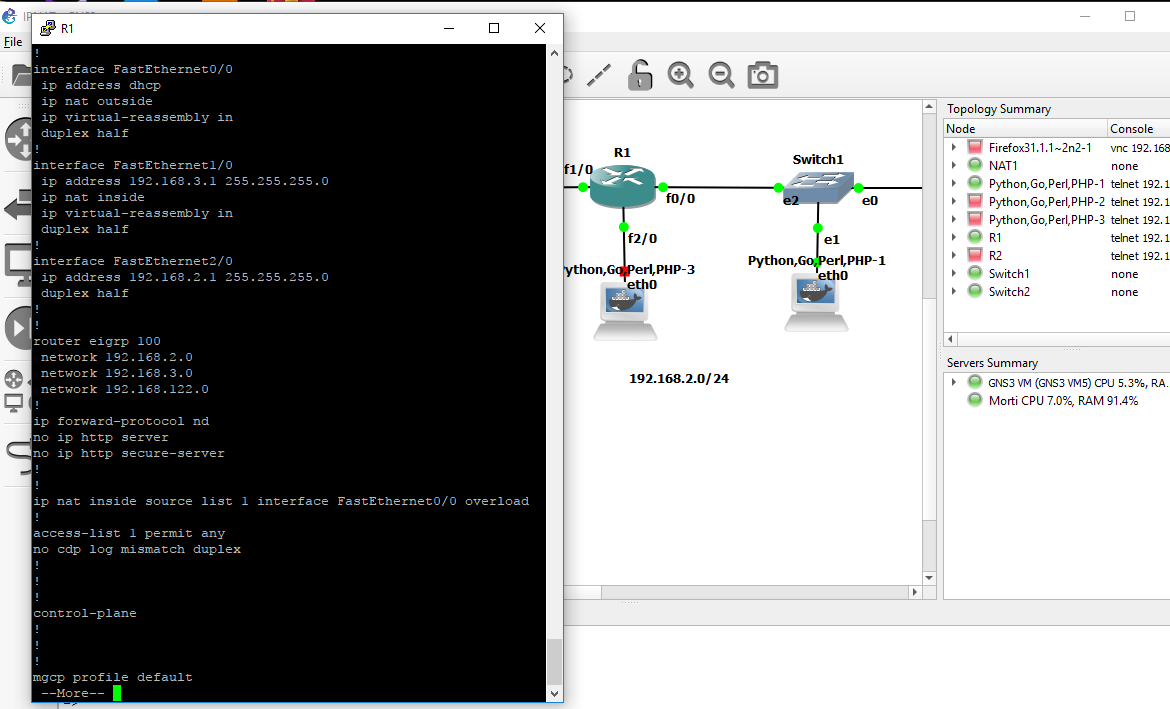 R1
File
!
interface FastEthernet0/0
ip address dhcp
ip nat outside
ip virtual-reassembly in
duplex half
!
interface FastEthernet1/0
ip address 192.168.3.1 255.255.255.0
ip nat inside
ip virtual-reassembly in
duplex half
!
interface FastEthernet2/0
ip address 192.168.2.1 255.255.255.0
duplex half
!
!
router eigrp 100
network 192.168.2.0
network 192.168.3.0
network 192.168.122.0
!
ip forward-protocol nd
no ip http server
no ip http secure-server
!
!
ip nat inside source list 1 interface FastEthernet0/0 overload
!
access-list 1 permit any
no cdp log mismatch duplex
!
!
!
control-plane
!
!
!
mgcp profile default
--More--
R1
f1/0
f0/0
f2/0
ython,Go,Perl,PHP-3
eth0
Switch1
e2
e0
e1
Python,Go,Perl,PHP-1
eth0
192.168.2.0/24
Topology Summary
Node Console
Firefox31.1.1~2n2-1 vnc 192.168
NAT1 none
Python,Go,Perl,PHP-1 telnet 192.1
Python,Go,Perl,PHP-2 telnet 192.1
Python,Go,Perl,PHP-3 telnet 192.1
R1 telnet 192.1
R2 telnet 192.1
Switch1 none
Switch2 none
Servers Summary
GNS3 VM (GNS3 VM5) CPU 5.3%, RA.
Morti CPU 7.0%, RAM 91.4%